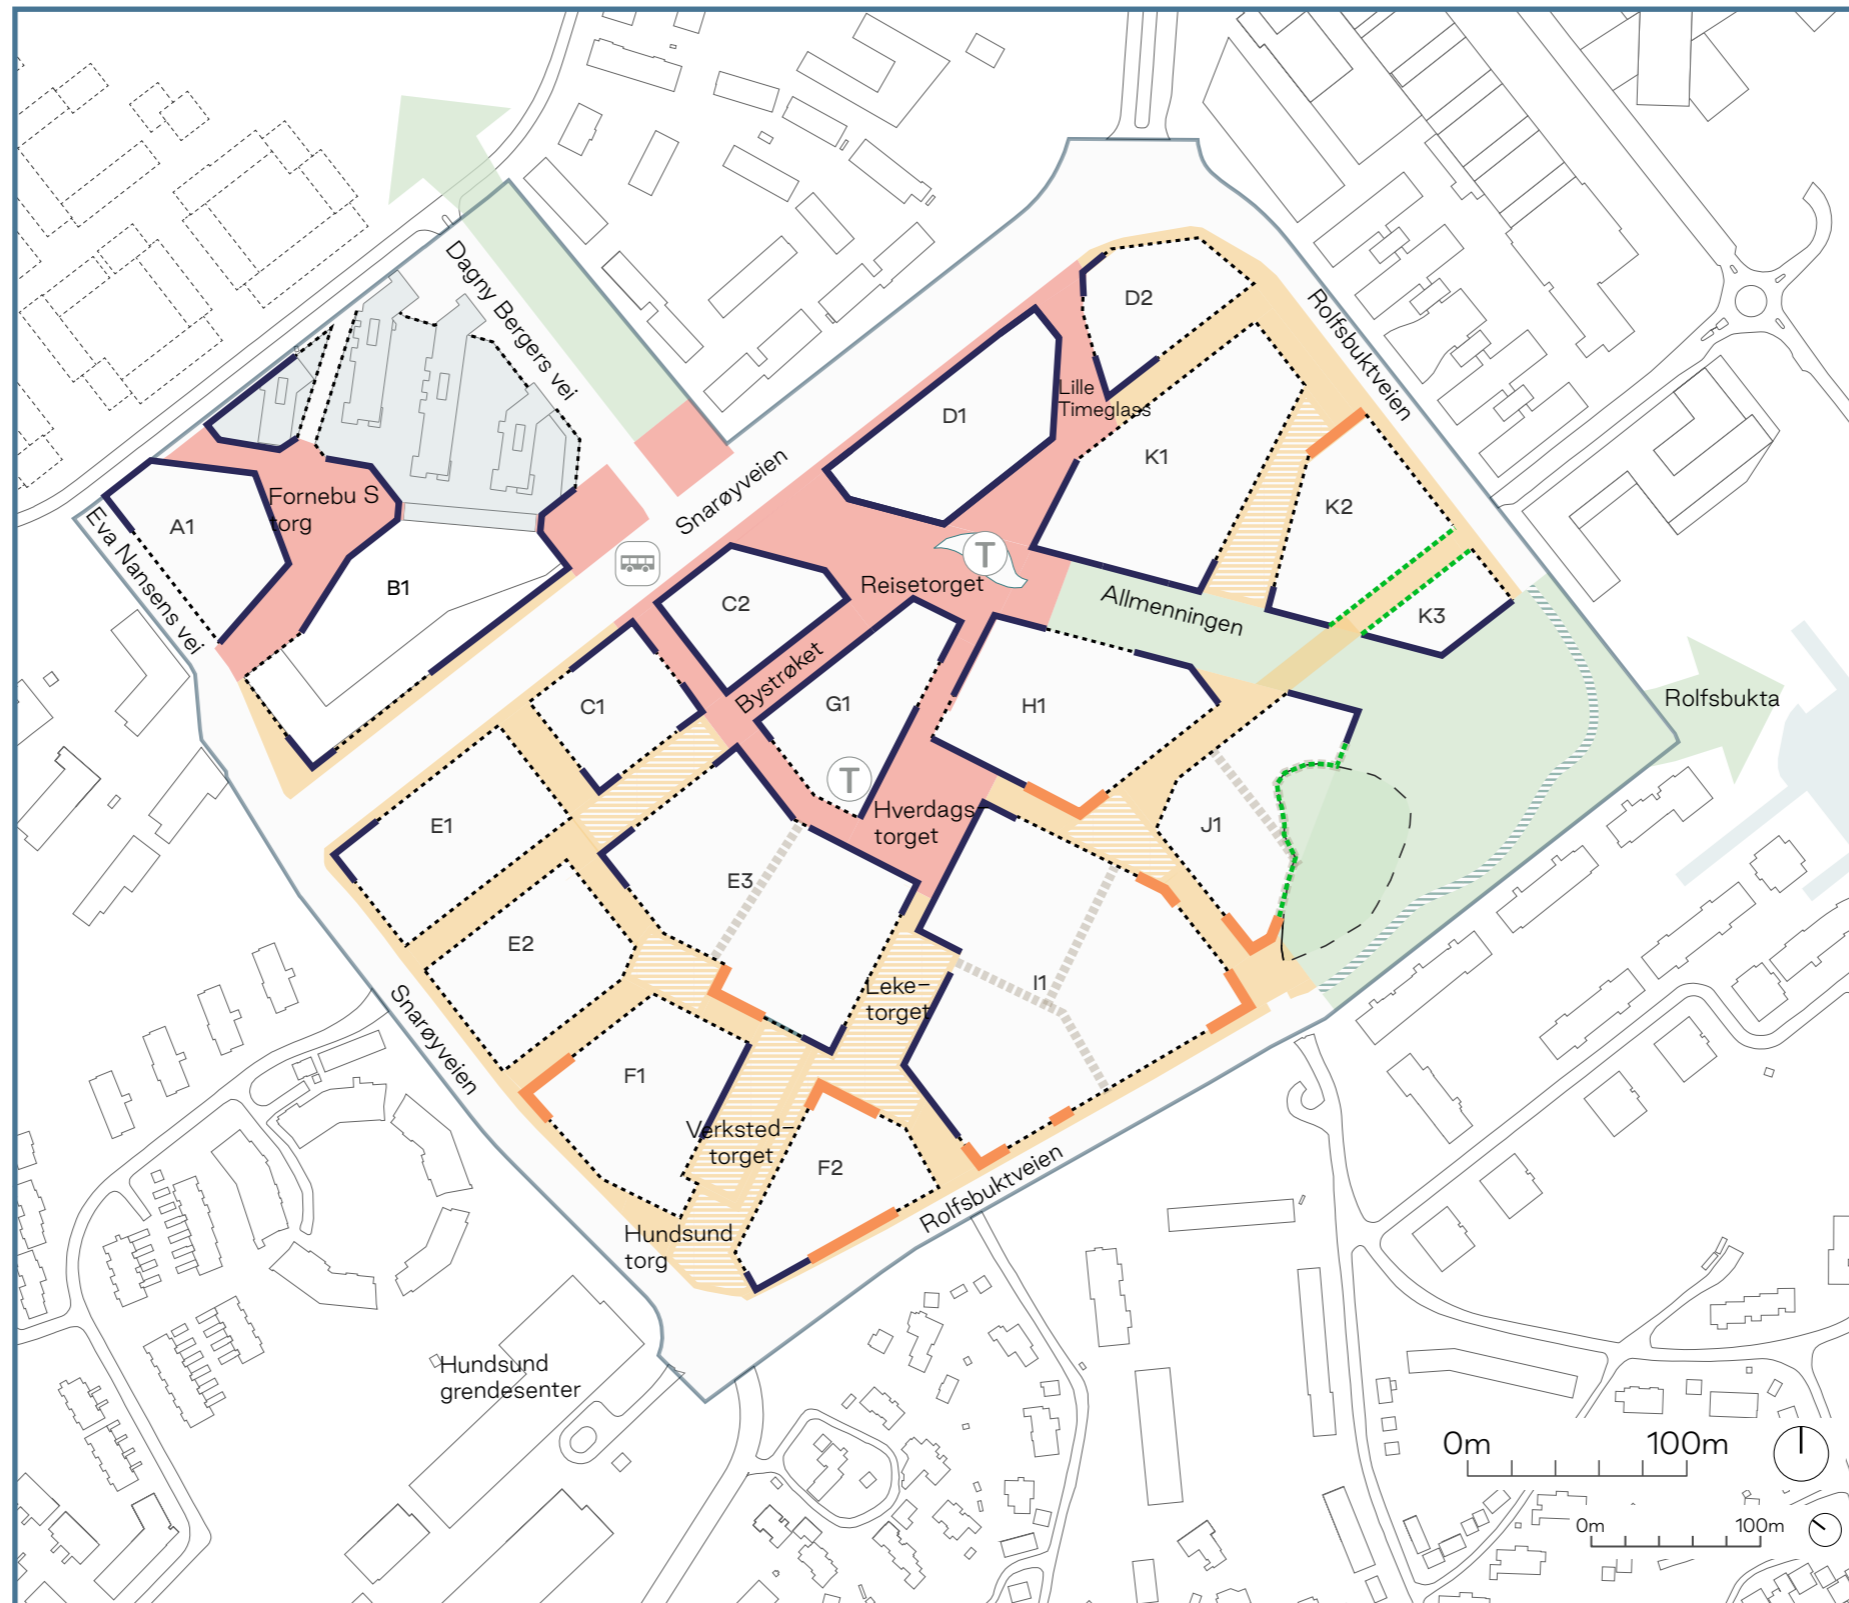 Dagny Bergers vei
D2
Rolfsbuktveien
Lille
Timeglass
D1
K1
Snarøyveien
Fornebu S
torg
A1
K2
Eva Nansens vei
T
Reisetorget
B1
C2
Allmenningen
K3
Bystrøket
Rolfsbukta
C1
G1
H1
T
Hverdags-
torget
E1
J1
E3
E2
Leke-
torget
I1
Snarøyveien
F1
Verksted-
torget
F2
Rolfsbuktveien
Hundsund
torg
Hundsund
grendesenter
0m 100m
0m 100m